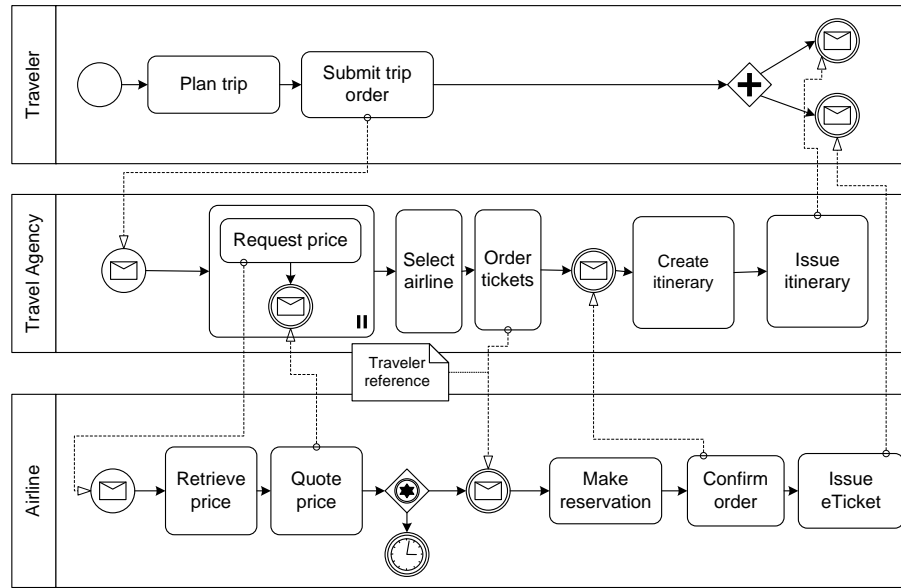 Traveler
Plan trip
Submit trip
order
Travel Agency
Request price
Select
airline
Order
tickets
Create
itinerary
Issue
itinerary
Traveler
reference
Airline
Retrieve
price
Quote
price
Make
reservation
Confirm
order
Issue
eTicket